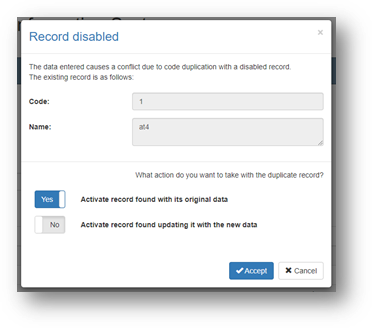 Record disabled
×
The data entered causes a conflict due to code duplication with a disabled record.
The existing record is as follows:
Code:
1
Name:
at4
What action do you want to take with the duplicate record?
Yes
Activate record found with its original data
No
Activate record found updating it with the new data
✔Accept
✖ Cancel